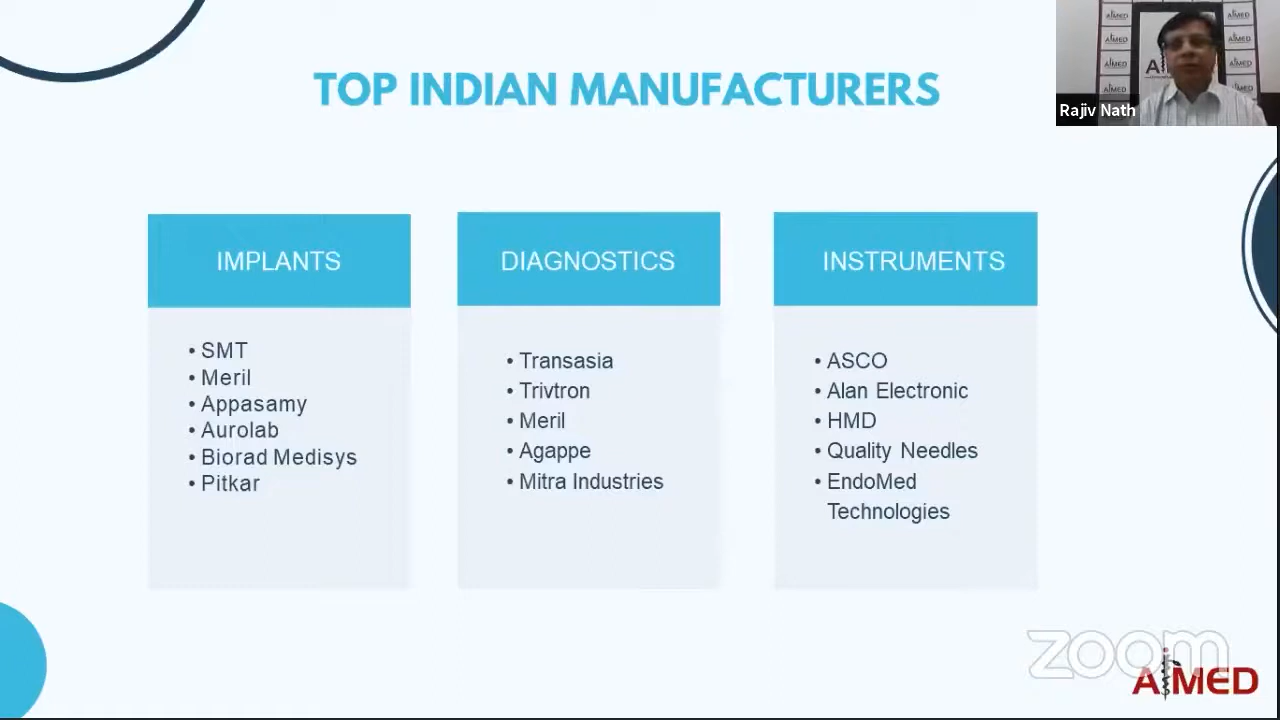 TOP INDIAN MANUFACTURERS
Rajiv Nath
IMPLANTS
• SMT
• Meril
• Appasamy
• Aurolab
• Biorad Medisys
• Pitkar
DIAGNOSTICS
• Transasia
• Trivtron
• Meril
• Agappe
• Mitra Industries
INSTRUMENTS
• ASCO
• Alan Electronic
• HMD
• Quality Needles
• EndoMed
Technologies
zoom
AiMED